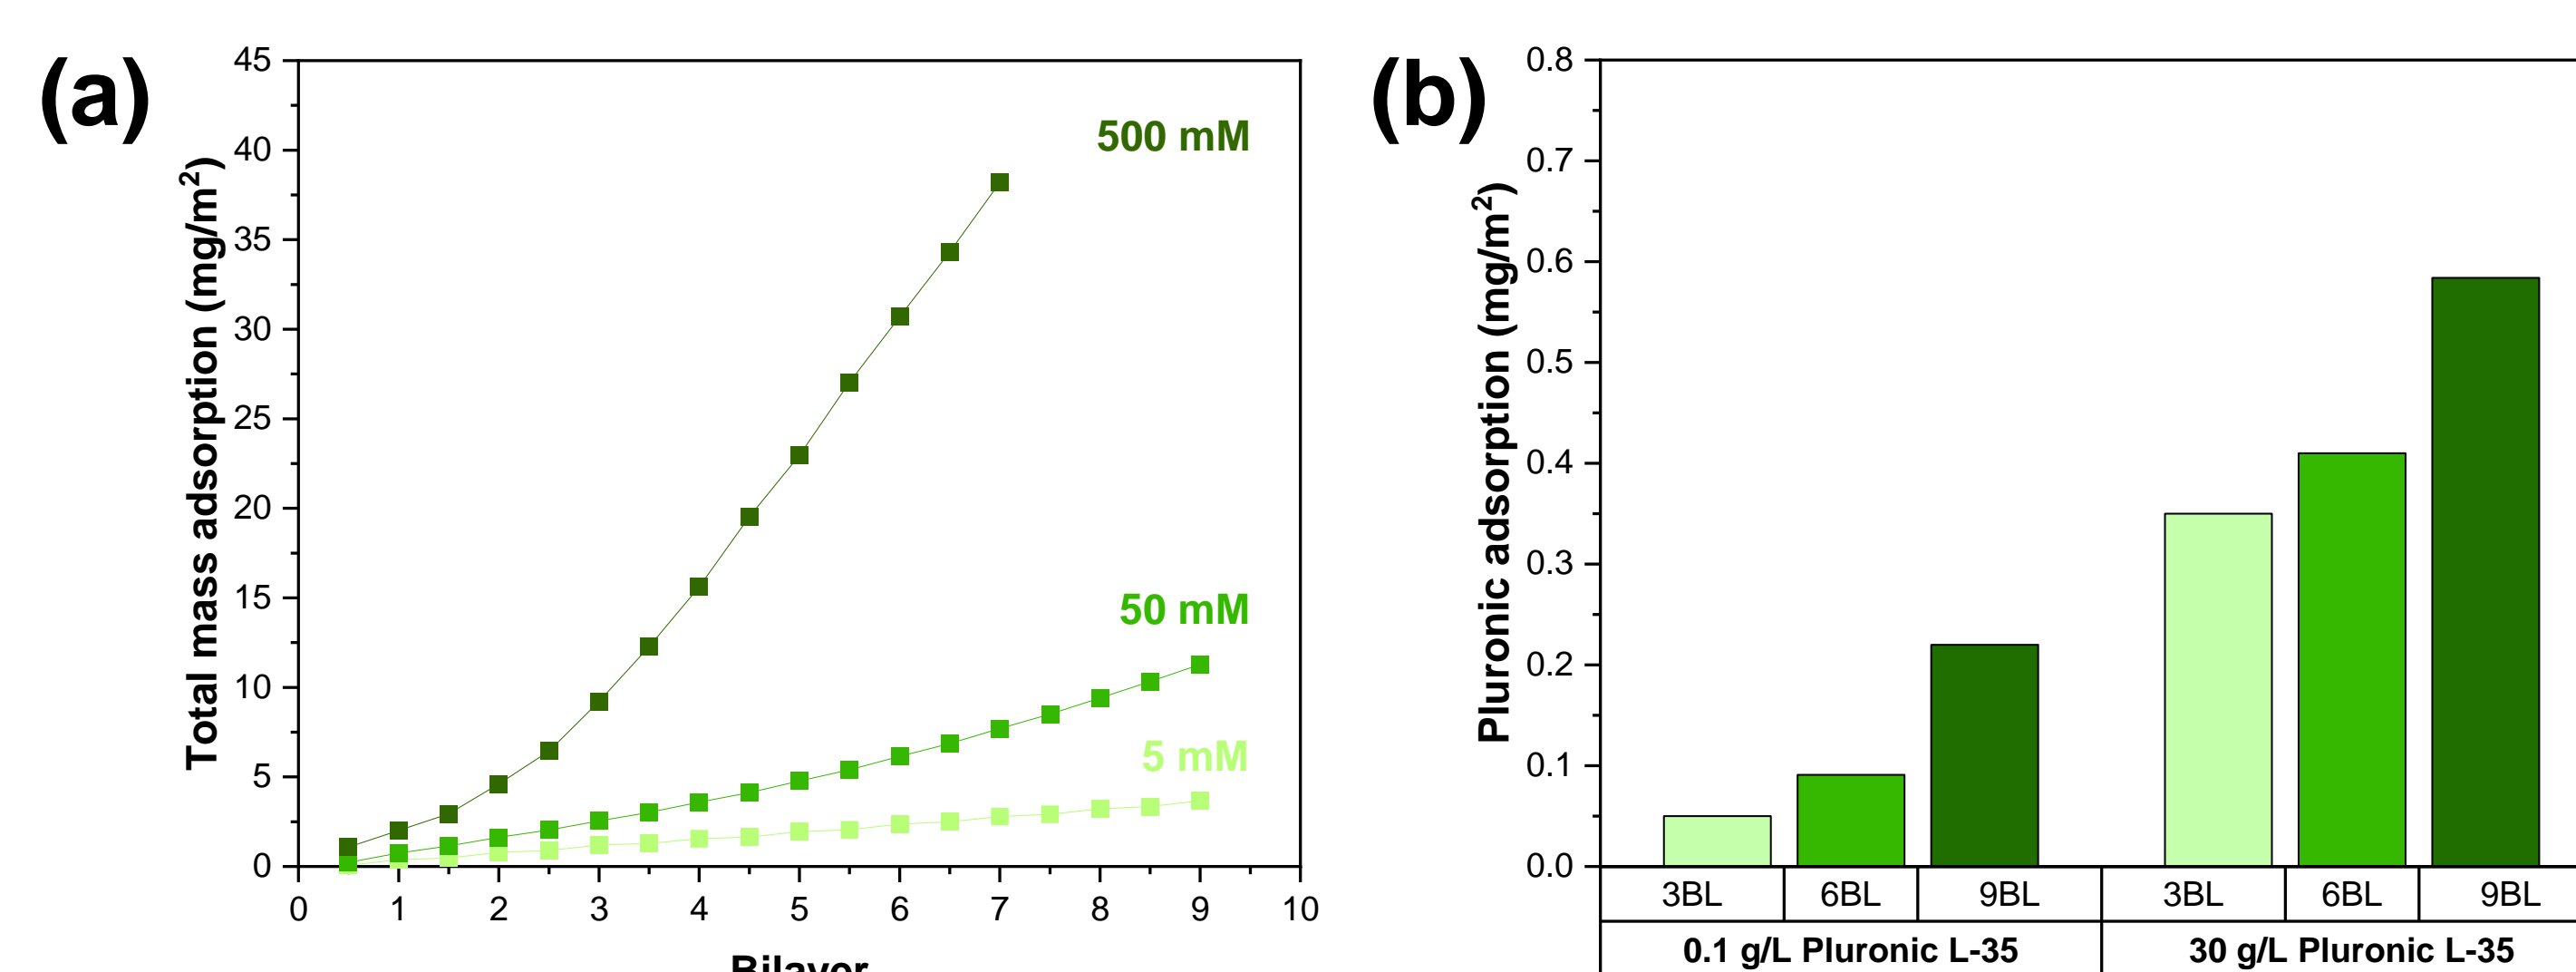 (a)
Total mass adsorption (mg/m²)
45
40
35
30
25
20
15
10
5
0
500 mM
50 mM
5 mM
0 1 2 3 4 5 6 7 8 9 10
Bilayer
(b)
Pluronic adsorption (mg/m²)
0.8
0.7
0.6
0.5
0.4
0.3
0.2
0.1
0.0
3BL 6BL 9BL 3BL 6BL 9BL
0.1 g/L Pluronic L-35 30 g/L Pluronic L-35